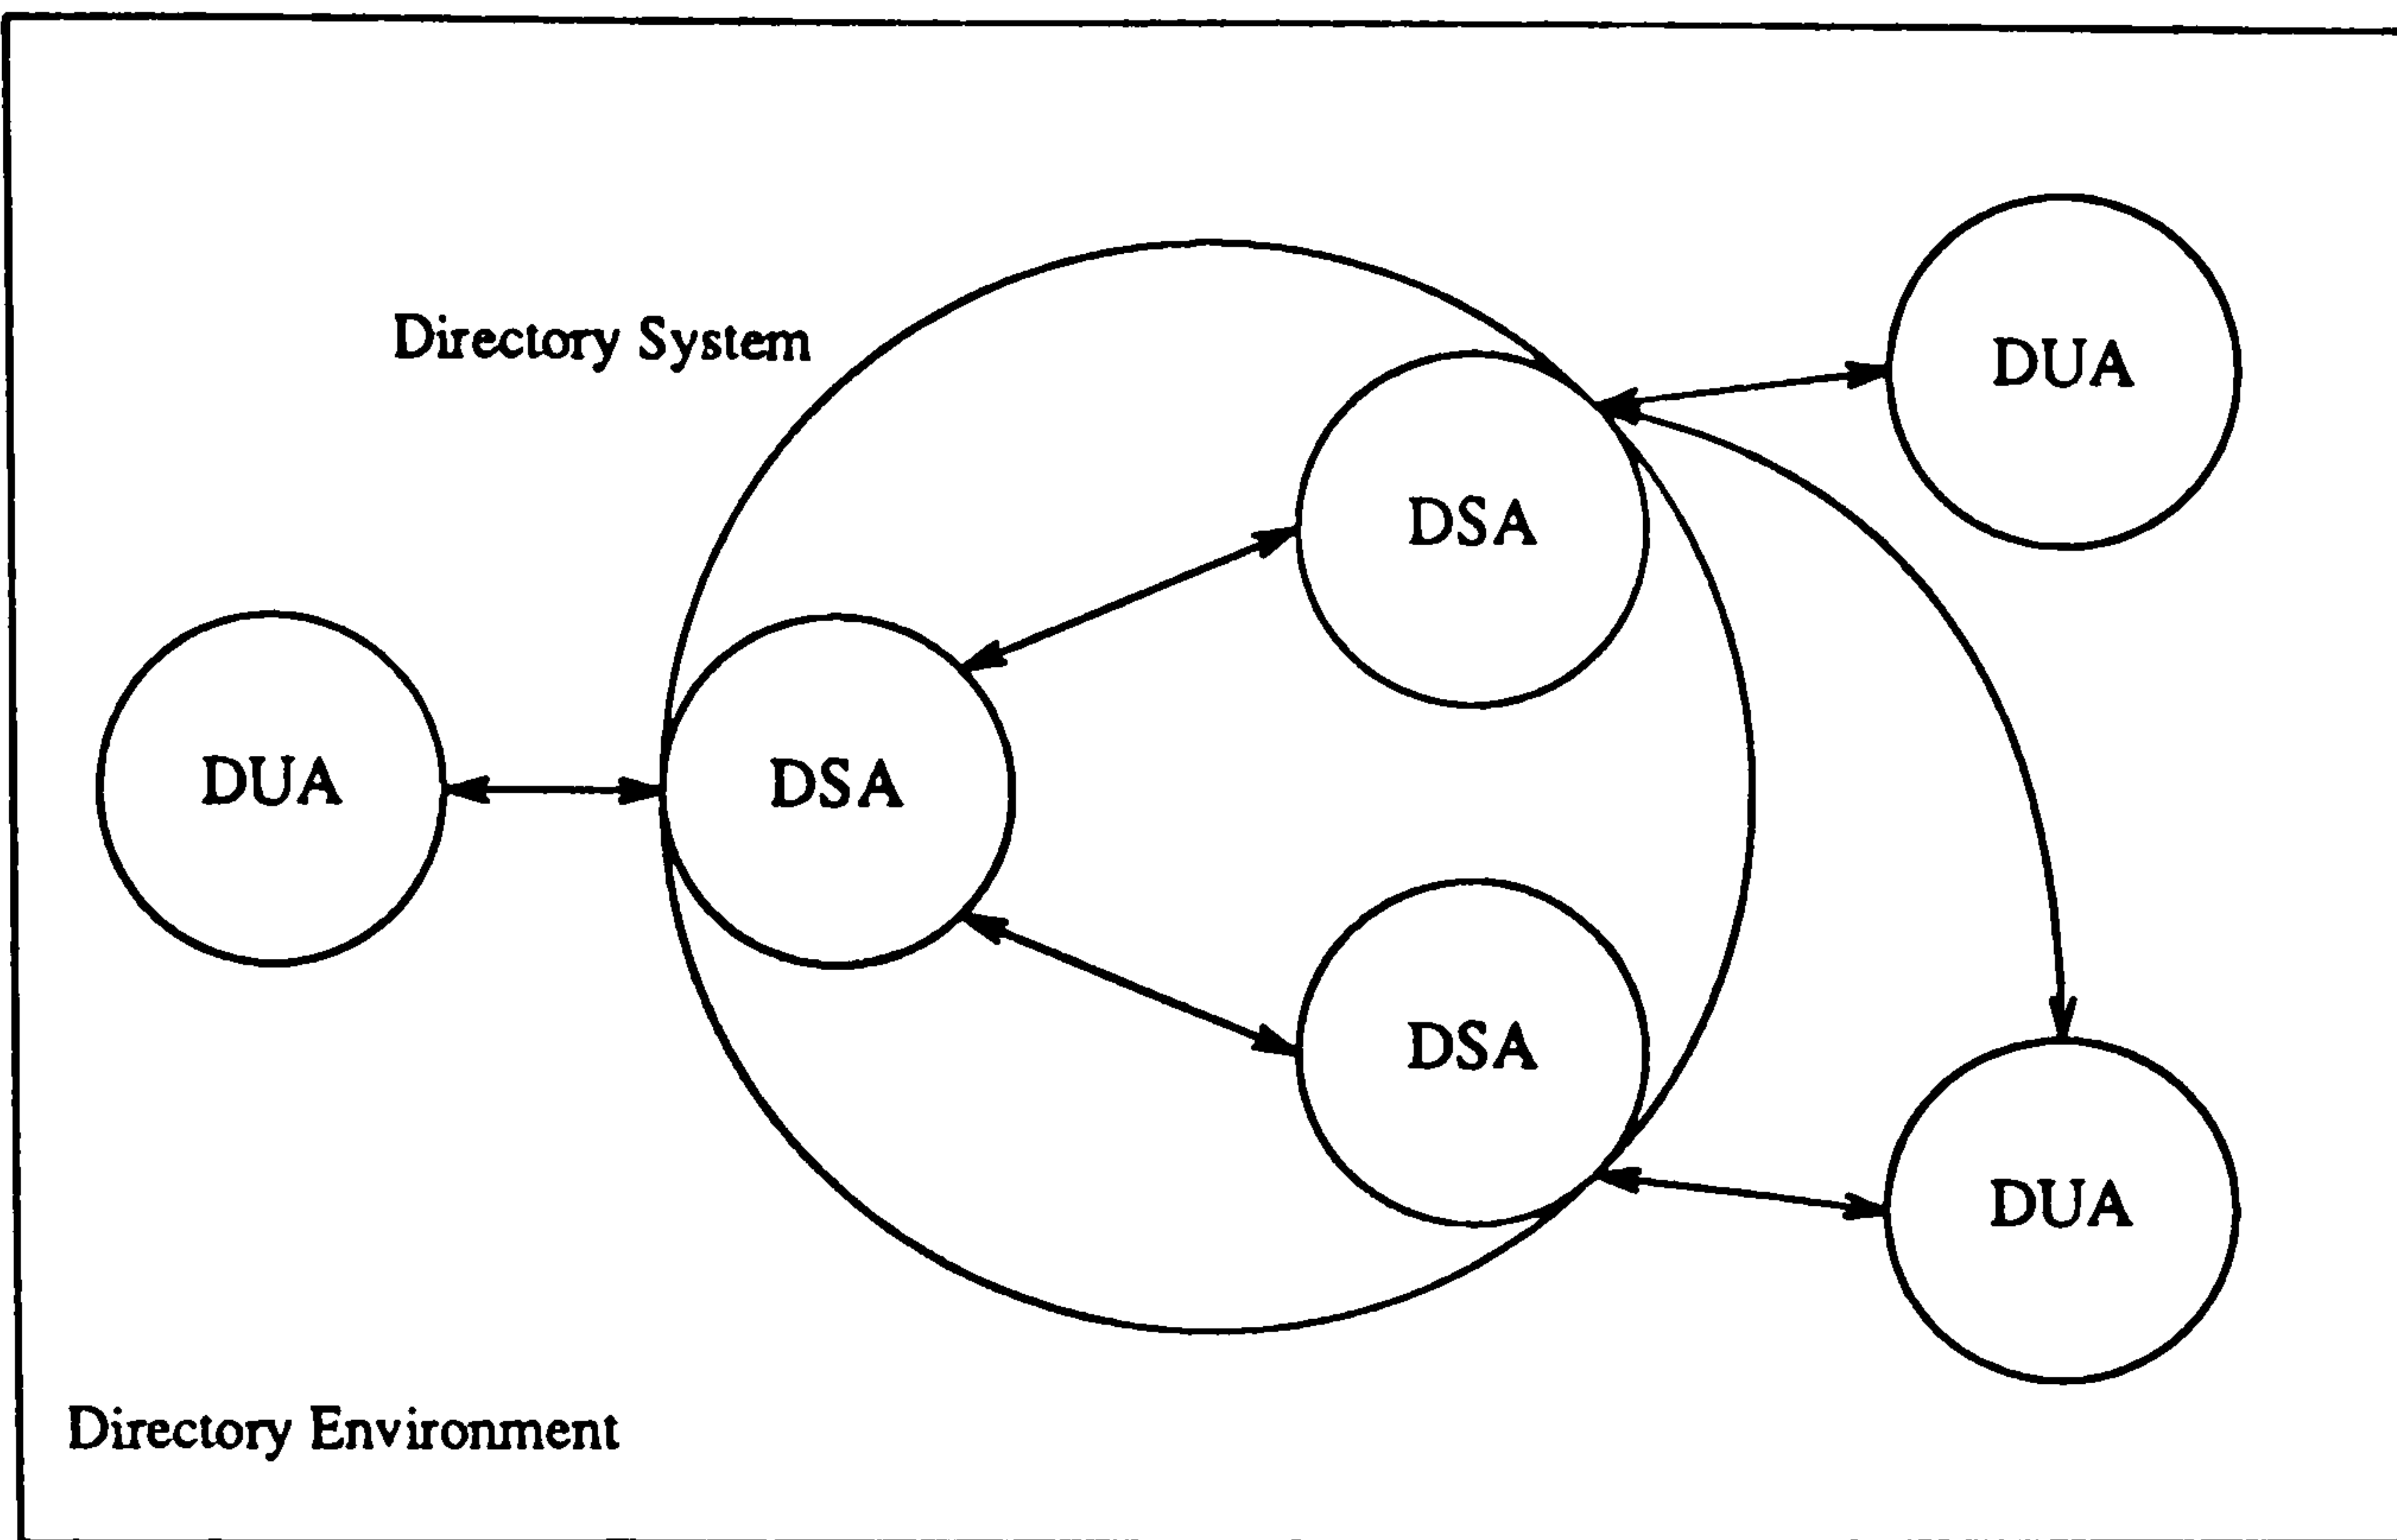 Directory System
DUA
DSA
DUA
DSA
DSA
DUA
Directory Environment